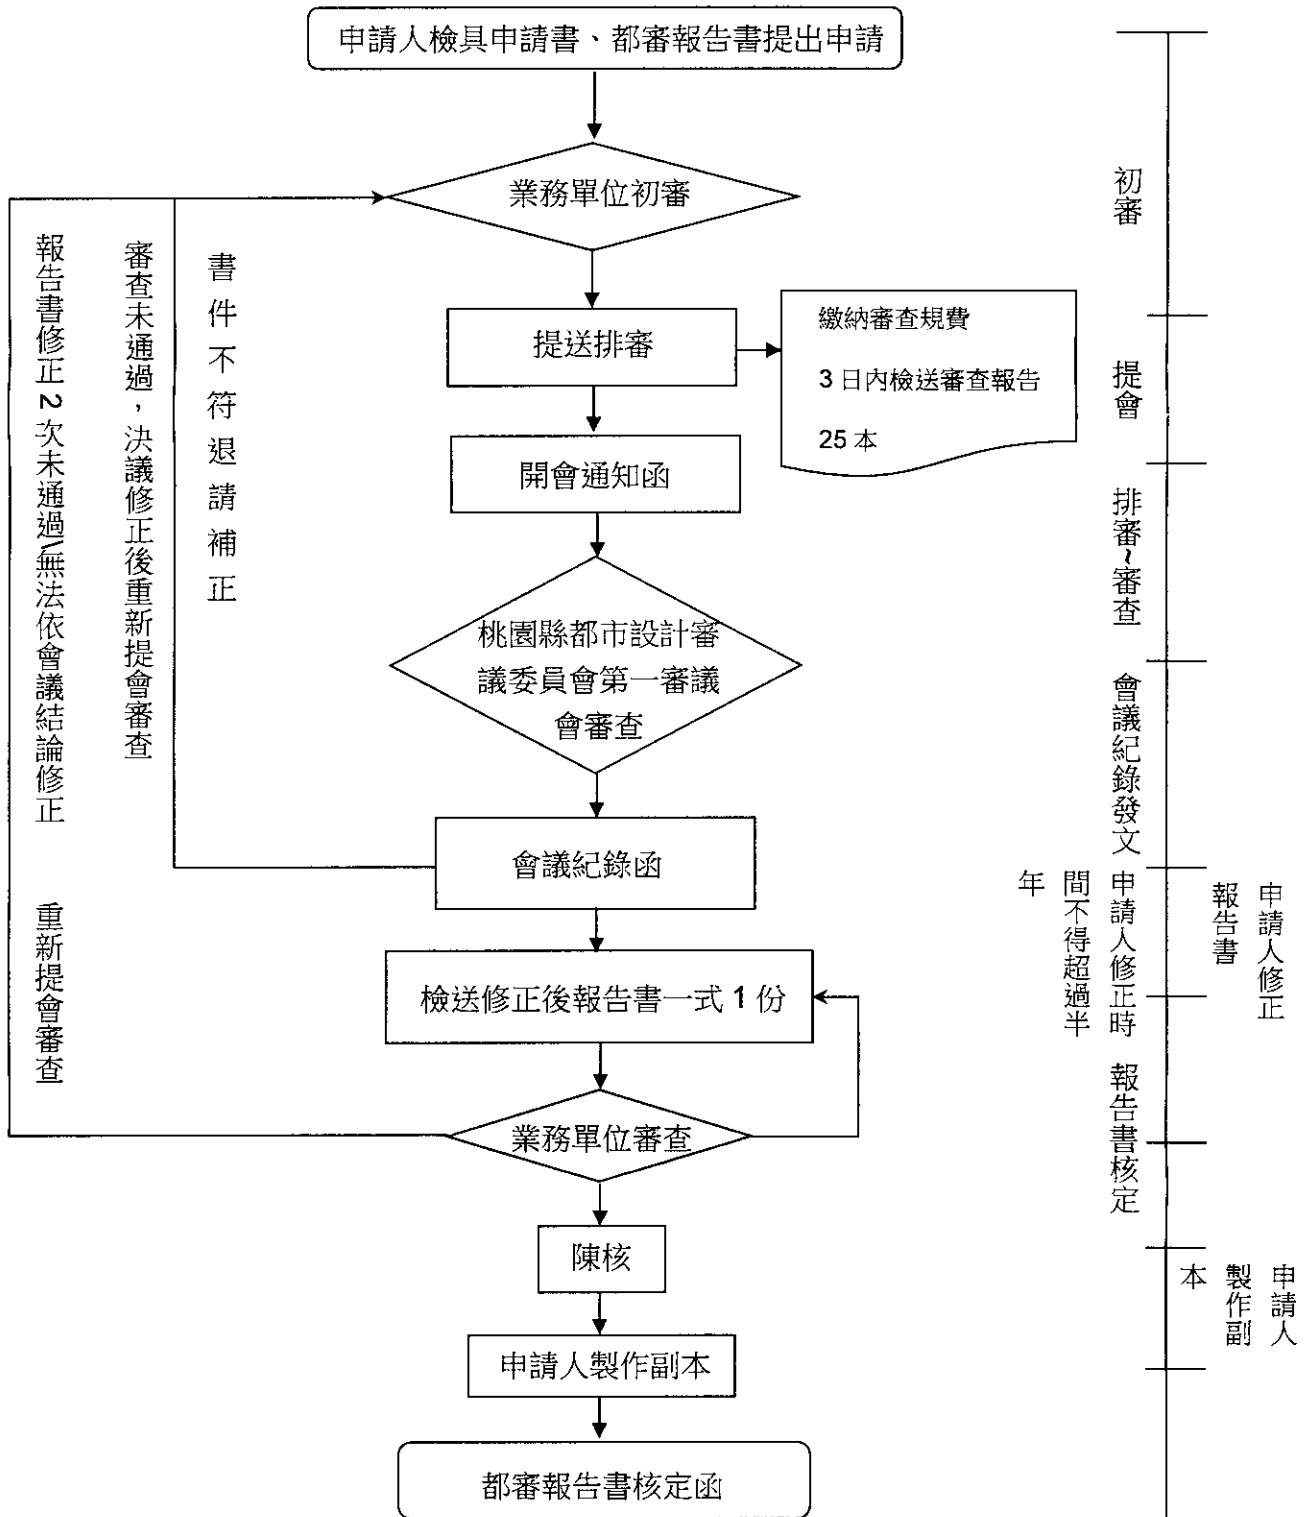 申請人檢具申請書、都審報告書提出申請
業務單位初審
提送排審
繳納審查規費
3 日內檢送審查報告
25 本
開會通知函
桃園縣都市設計審
議委員會第一審議
會審查
會議紀錄函
檢送修正後報告書一式 1 份
業務單位審查
陳核
申請人製作副本
都審報告書核定函
書件不符退請補正
審查未通過，決議修正後重新提會審查
報告書修正 2 次未通過\無法依會議結論修正
重新提會審查
初審
提會
排審~審查
會議紀錄發文
申請人修正
報告書
申請人修正時
間不得超過半
年
報告書核定
申請人
製作副
本